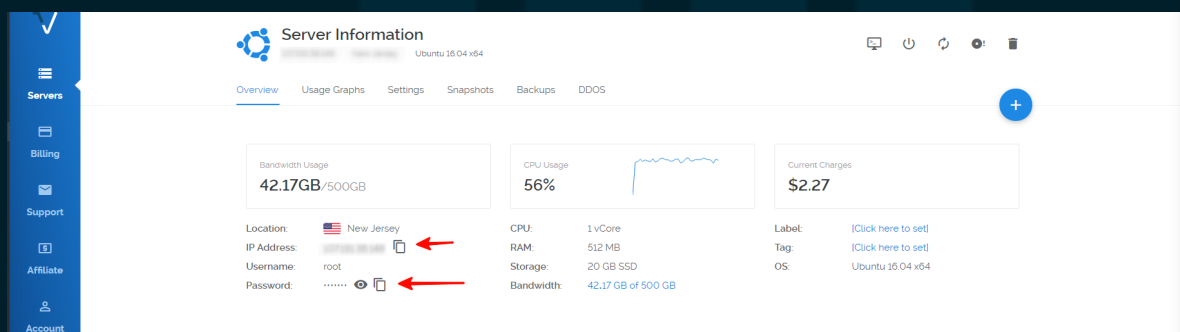 Server Information
Ubuntu 16.04 x64
Servers
Overview Usage Graphs Settings Snapshots Backups DDOS
+
Billing
Bandwidth Usage CPU Usage Current Charges
42.17GB/500GB 56% $2.27
Support
Location: New Jersey CPU: 1 vCore Label: [Click here to set]
IP Address: RAM: 512 MB Tag: [Click here to set]
Username: root Storage: 20 GB SSD OS: Ubuntu 16.04 x64
Affiliate
Password: ······· Bandwidth: 42.17 GB of 500 GB
Account